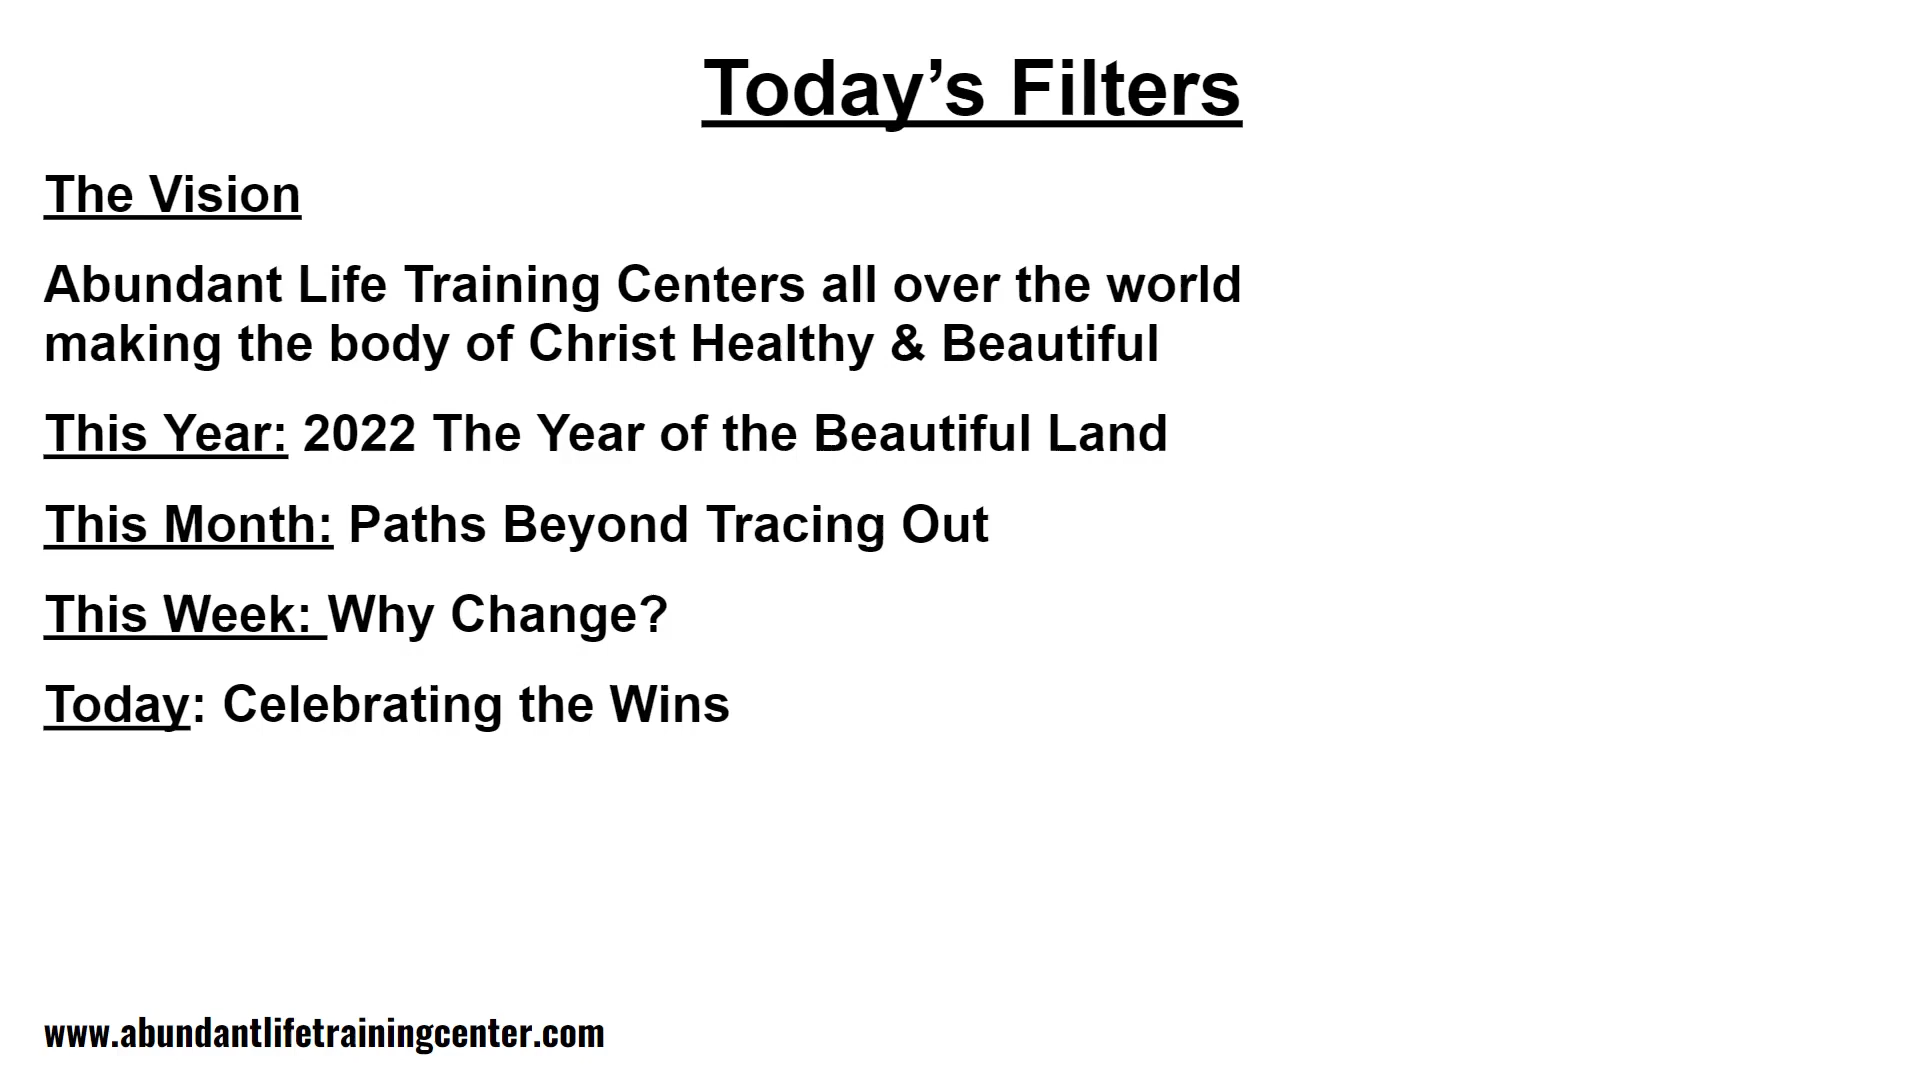 Today’s Filters
The Vision
Abundant Life Training Centers all over the world
making the body of Christ Healthy & Beautiful
This Year: 2022 The Year of the Beautiful Land
This Month: Paths Beyond Tracing Out
This Week: Why Change?
Today: Celebrating the Wins
www.abundantlifetrainingcenter.com